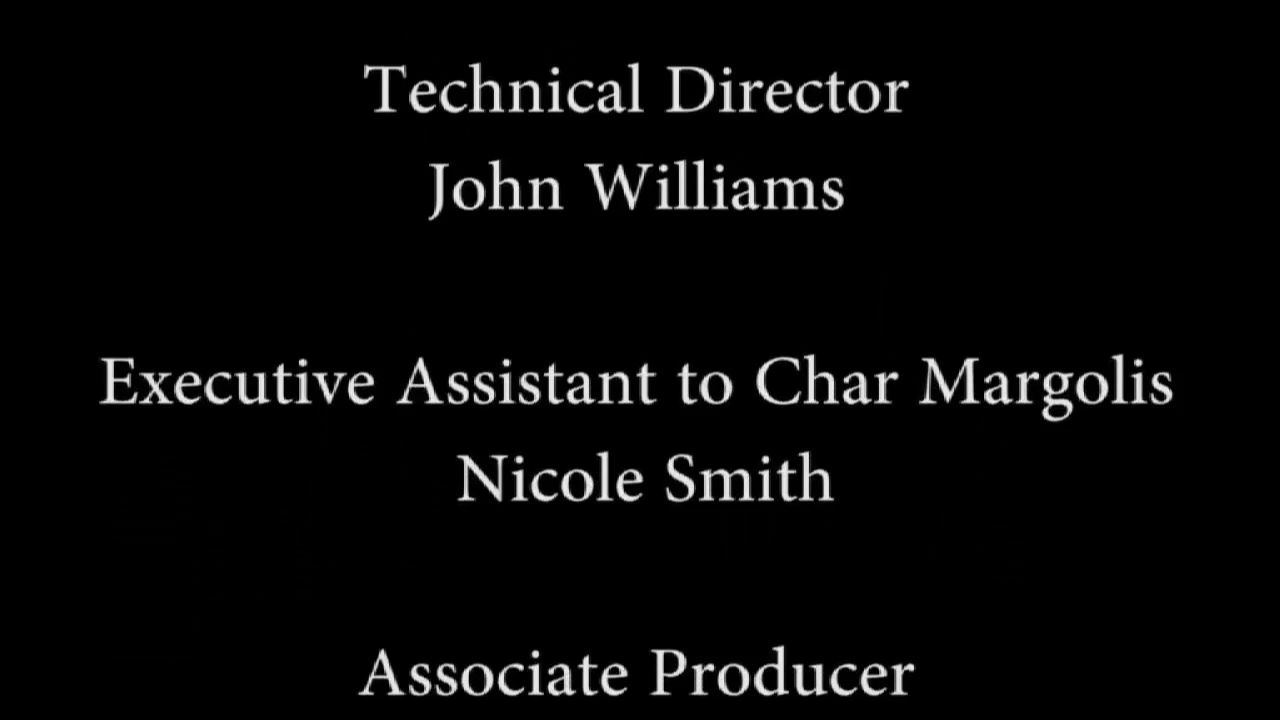 Technical Director
John Williams
Executive Assistant to Char Margolis
Nicole Smith
Associate Producer